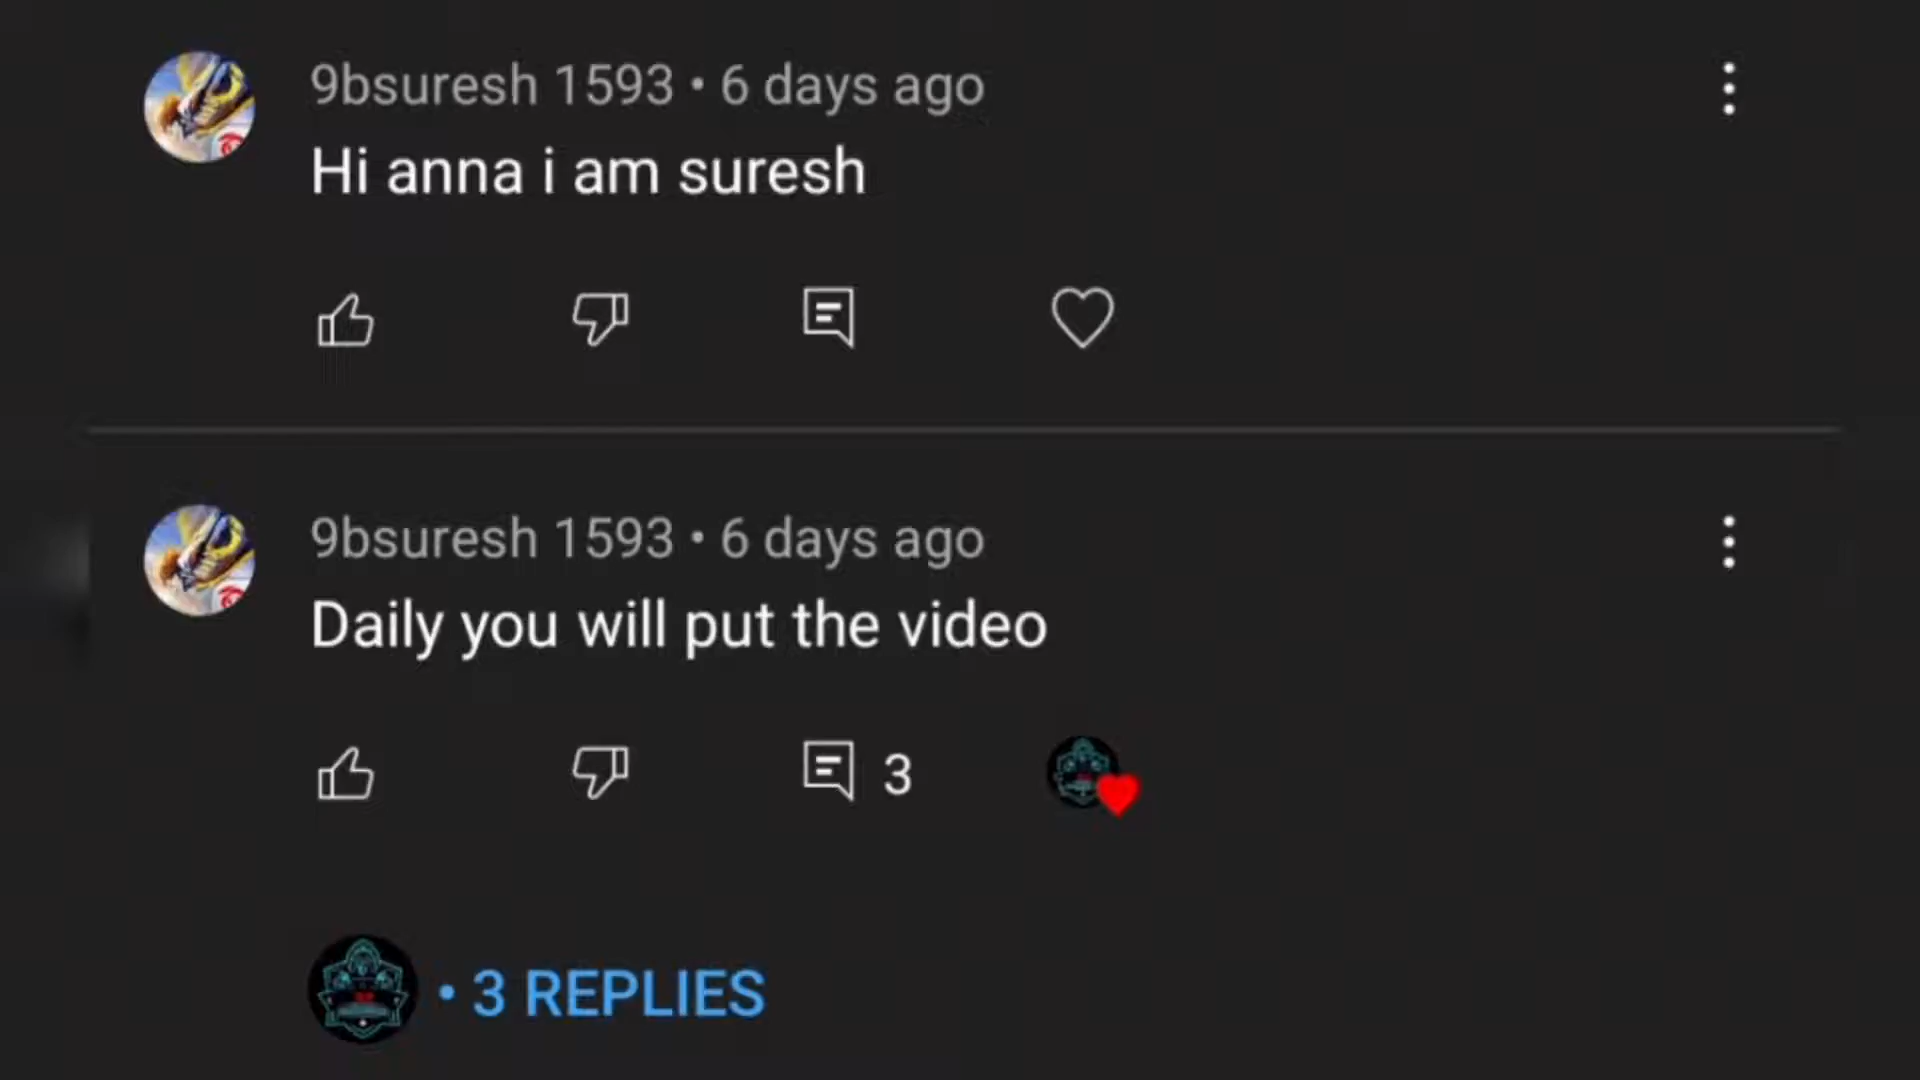 9bsuresh 1593 • 6 days ago
Hi anna i am suresh
9bsuresh 1593 • 6 days ago
Daily you will put the video
3
• 3 REPLIES